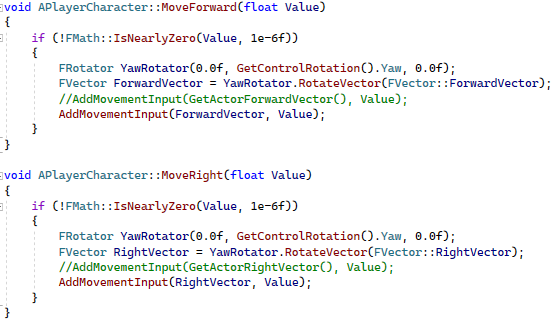 void APlayerCharacter::MoveForward(float Value)
{
    if (!FMath::IsNearlyZero(Value, 1e-6f))
    {
        FRotator YawRotator(0.0f, GetControlRotation().Yaw, 0.0f);
        FVector ForwardVector = YawRotator.RotateVector(FVector::ForwardVector);
        //AddMovementInput(GetActorForwardVector(), Value);
        AddMovementInput(ForwardVector, Value);
    }
}
void APlayerCharacter::MoveRight(float Value)
{
    if (!FMath::IsNearlyZero(Value, 1e-6f))
    {
        FRotator YawRotator(0.0f, GetControlRotation().Yaw, 0.0f);
        FVector RightVector = YawRotator.RotateVector(FVector::RightVector);
        //AddMovementInput(GetActorRightVector(), Value);
        AddMovementInput(RightVector, Value);
    }
}